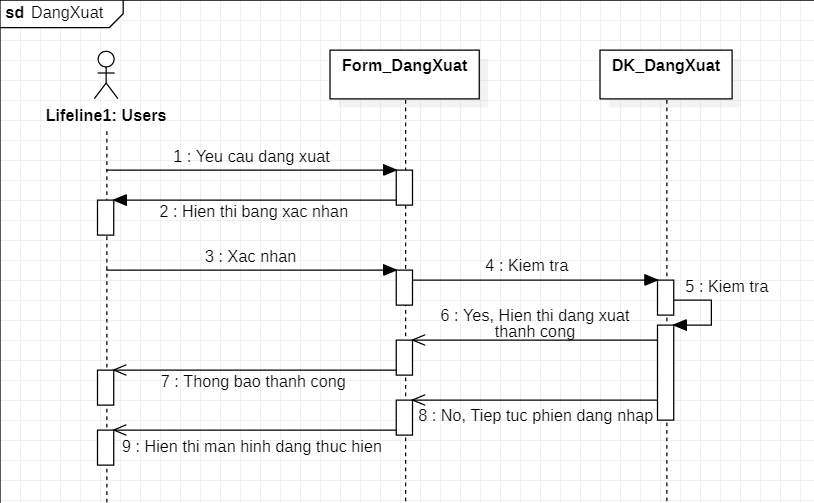 sd DangXuat
Form_DangXuat
DK_DangXuat
Lifeline1: Users
1 : Yeu cau dang xuat
2 : Hien thi bang xac nhan
3 : Xac nhan
4 : Kiem tra
5 : Kiem tra
6 : Yes, Hien thi dang xuat
thanh cong
7 : Thong bao thanh cong
8 : No, Tiep tuc phien dang nhap
9 : Hien thi man hinh dang thuc hien